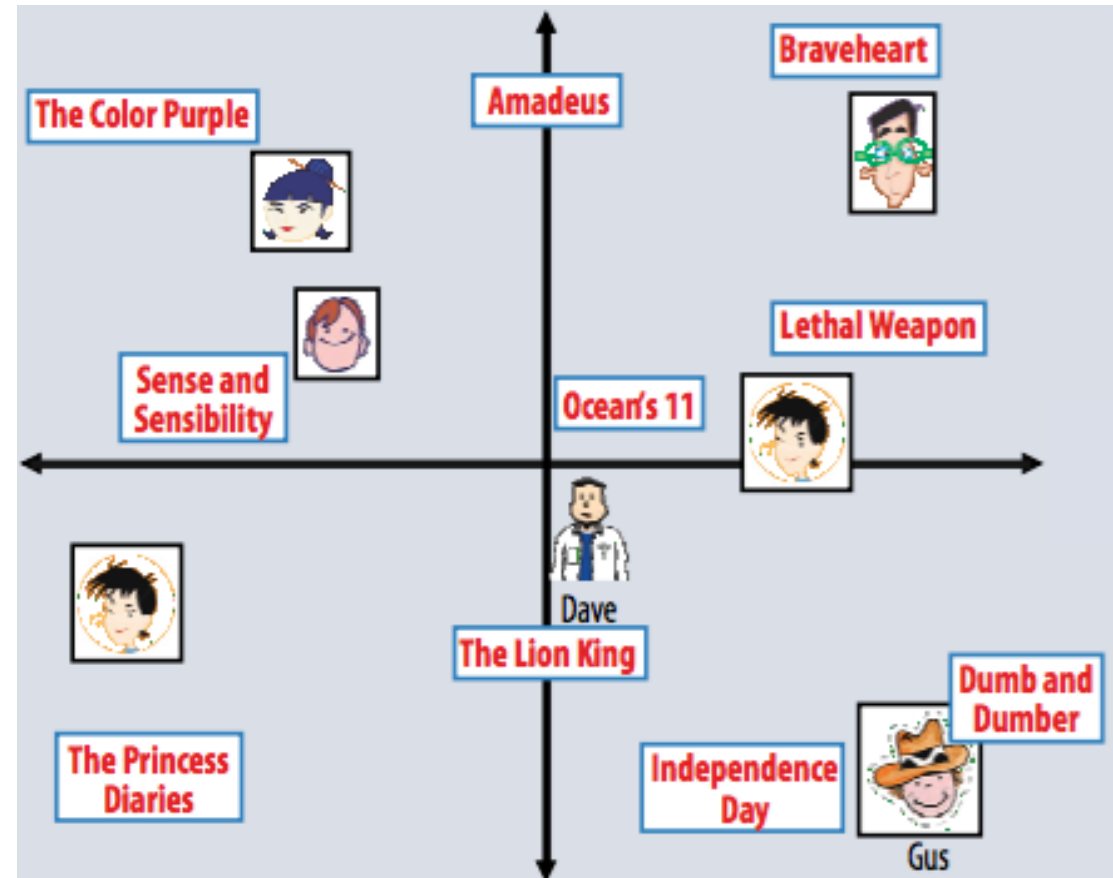 Braveheart
The Color Purple
Amadeus
Lethal Weapon
Sense and
Sensibility
Ocean's 11
Dave
The Lion King
Dumb and
Dumber
The Princess
Diaries
Independence
Day
Gus